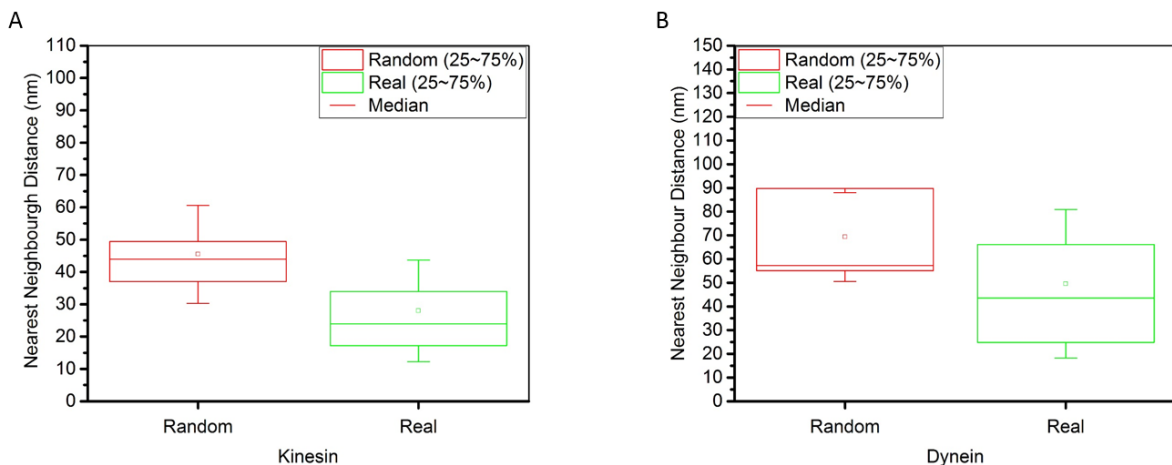 A
Nearest Neighbourgh Distance (nm)
110
100
90
80
70
60
50
40
30
20
10
0
Random (25~75%)
Real (25~75%)
Median
Random
Real
Kinesin
B
Nearest Neighbour Distance (nm)
150
140
130
120
110
100
90
80
70
60
50
40
30
20
10
0
Random (25~75%)
Real (25~75%)
Median
Random
Real
Dynein